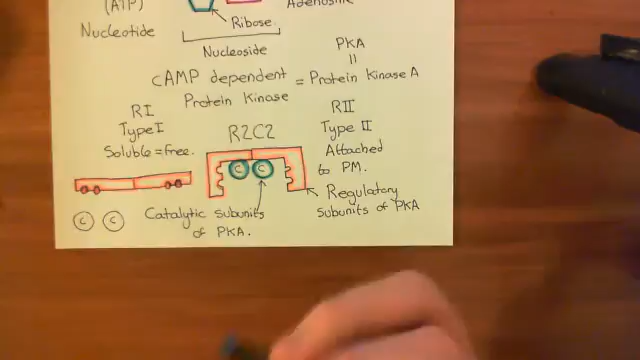 (ATP)
Adenosine
Ribose
Nucleotide
Nucleoside
PKA
=
cAMP dependent = Protein Kinase A
Protein Kinase
RI
Type I
Soluble = free.
R2C2
RII
Type II
Attached
to PM.
C C
C C
Catalytic subunits
of PKA.
Regulatory
subunits of PKA